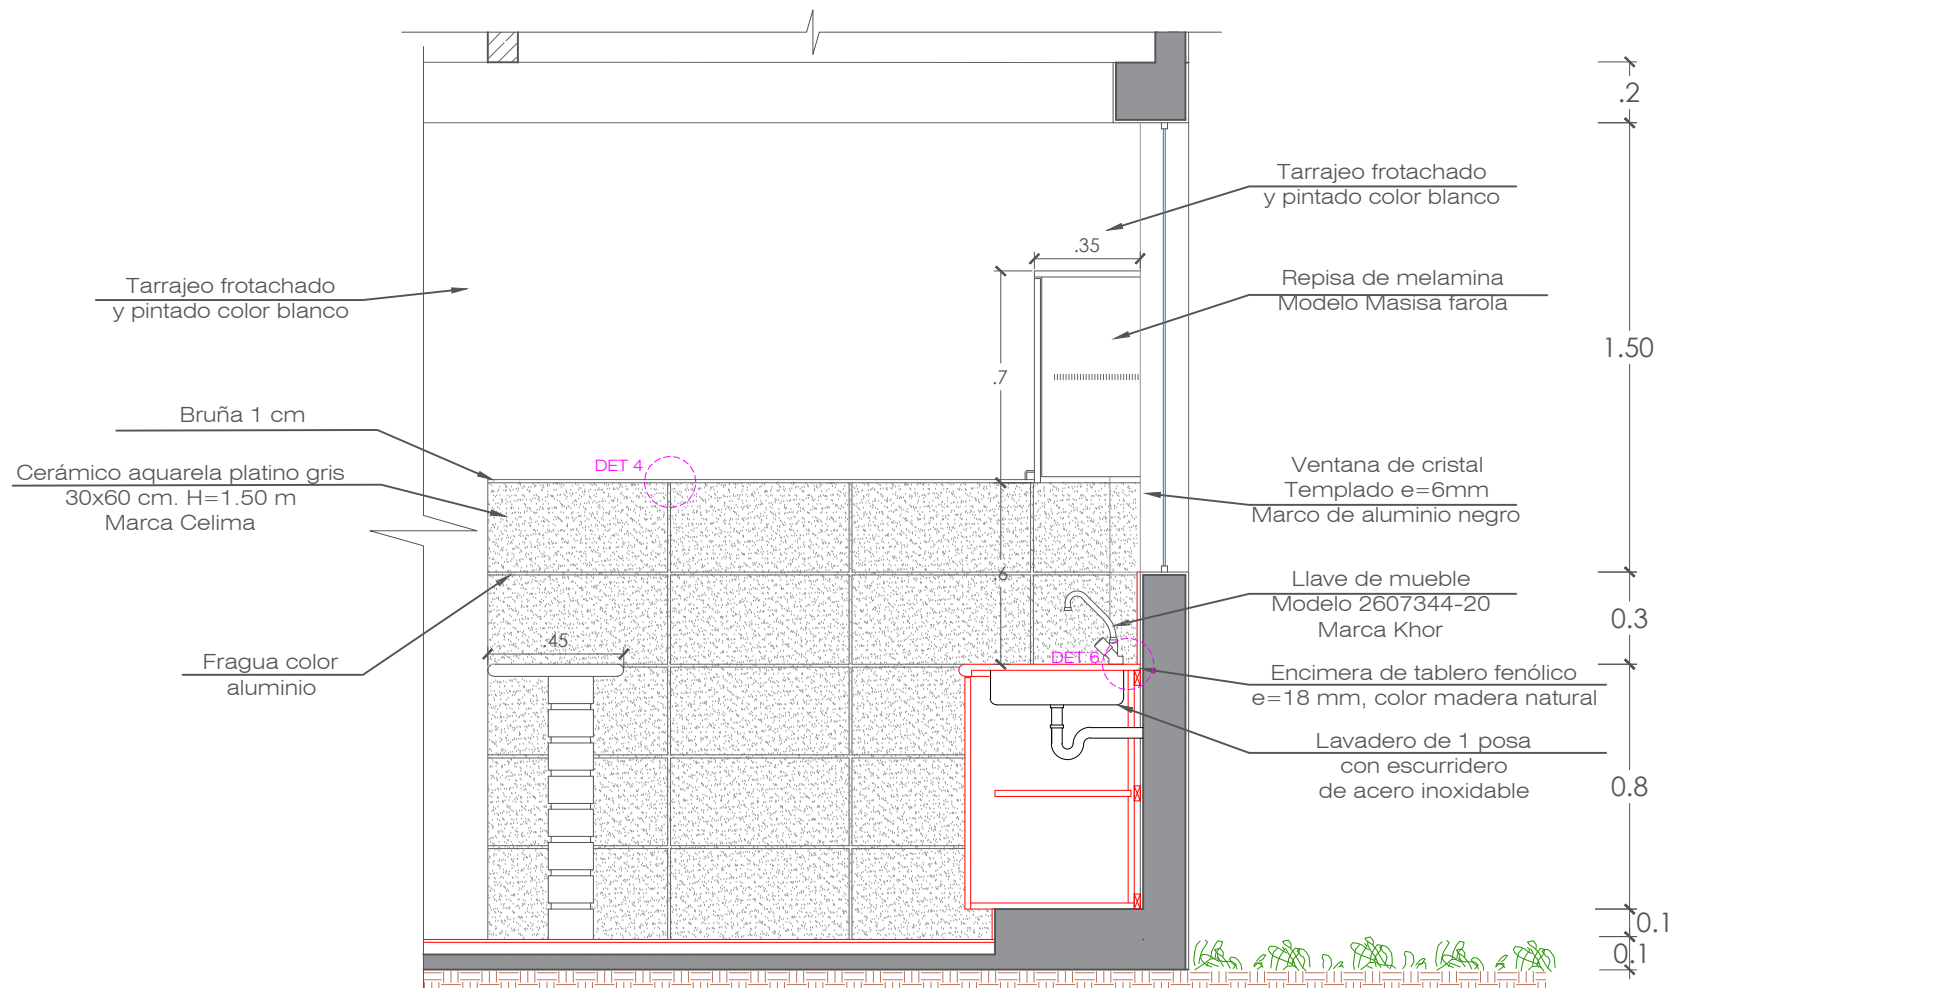 .2
Tarrajeo frotachado
y pintado color blanco
.35
Tarrajeo frotachado
y pintado color blanco
Repisa de melamina
Modelo Masisa farola
1.50
.7
Bruña 1 cm
Cerámico aquarela platino gris
30x60 cm. H=1.50 m
Marca Celima
DET 4
Ventana de cristal
Templado e=6mm
Marco de aluminio negro
.6
Llave de mueble
Modelo 2607344-20
Marca Khor
0.3
.45
Fragua color
aluminio
DET 6
Encimera de tablero fenólico
e=18 mm, color madera natural
Lavadero de 1 posa
con escurridero
de acero inoxidable
0.8
0.1
0.1